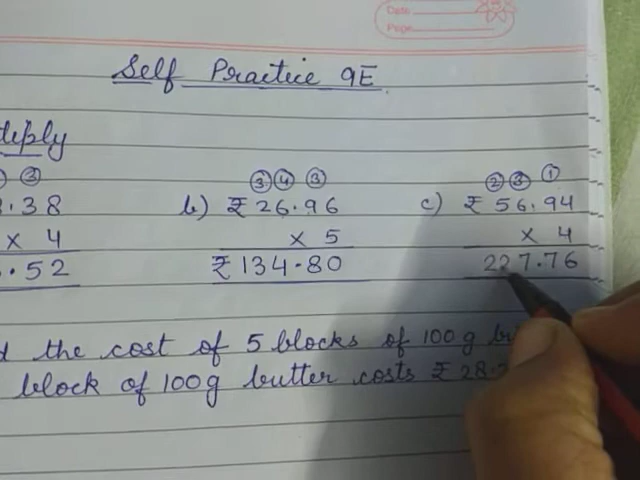 Date
Page
Self Practice 9E
③ ③ ④ ③ ② ③ ①
.38 b) ₹ 26.96 c) ₹ 56.94
× 4 × 5 × 4
.52 ₹ 134.80 227.76
the cost of 5 blocks of 100g
block of 100g butter costs ₹ 28.